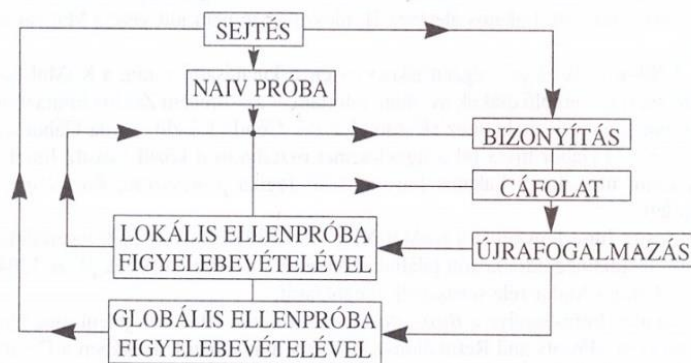 SEJTÉS
NAIV PRÓBA
BIZONYÍTÁS
CÁFOLAT
LOKÁLIS ELLENPRÓBA
FIGYELEBEVÉTELÉVEL
ÚJRAFOGALMAZÁS
GLOBÁLIS ELLENPRÓBA
FIGYELEBEVÉTELÉVEL